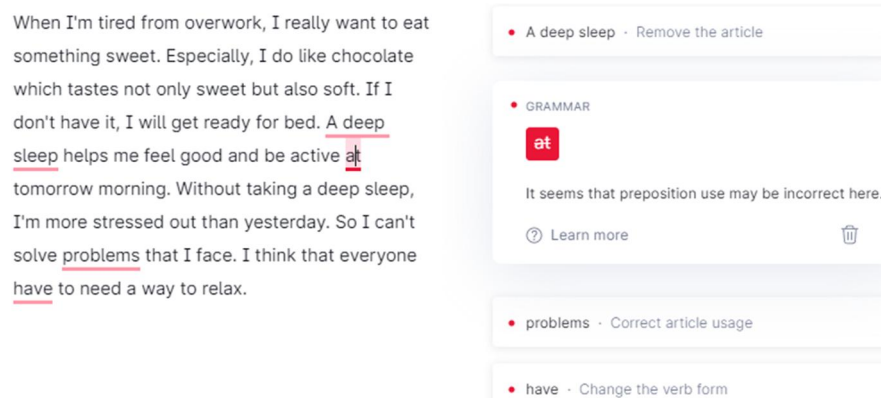 When I'm tired from overwork, I really want to eat
something sweet. Especially, I do like chocolate
which tastes not only sweet but also soft. If I
don't have it, I will get ready for bed. A deep
sleep helps me feel good and be active at
tomorrow morning. Without taking a deep sleep,
I'm more stressed out than yesterday. So I can't
solve problems that I face. I think that everyone
have to need a way to relax.
A deep sleep · Remove the article
GRAMMAR
at
It seems that preposition use may be incorrect here.
Learn more
problems · Correct article usage
have · Change the verb form